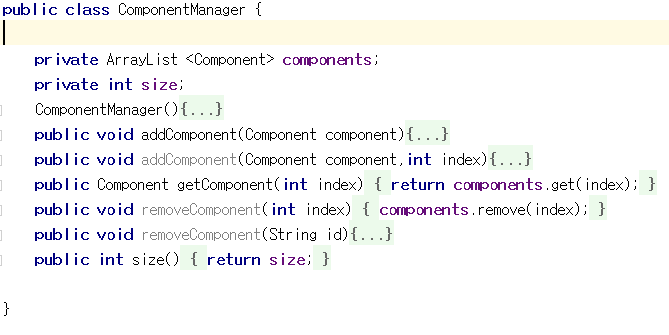 public class ComponentManager {
private ArrayList <Component> components;
private int size;
ComponentManager(){...}
public void addComponent(Component component){...}
public void addComponent(Component component,int index){...}
public Component getComponent(int index) { return components.get(index); }
public void removeComponent(int index) { components.remove(index); }
public void removeComponent(String id){...}
public int size() { return size; }
}